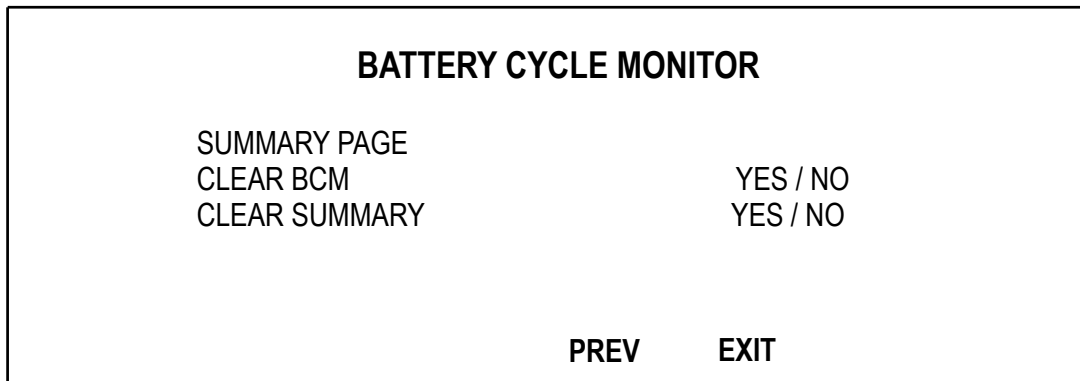 BATTERY CYCLE MONITOR
SUMMARY PAGE
CLEAR BCM YES / NO
CLEAR SUMMARY YES / NO
PREV EXIT